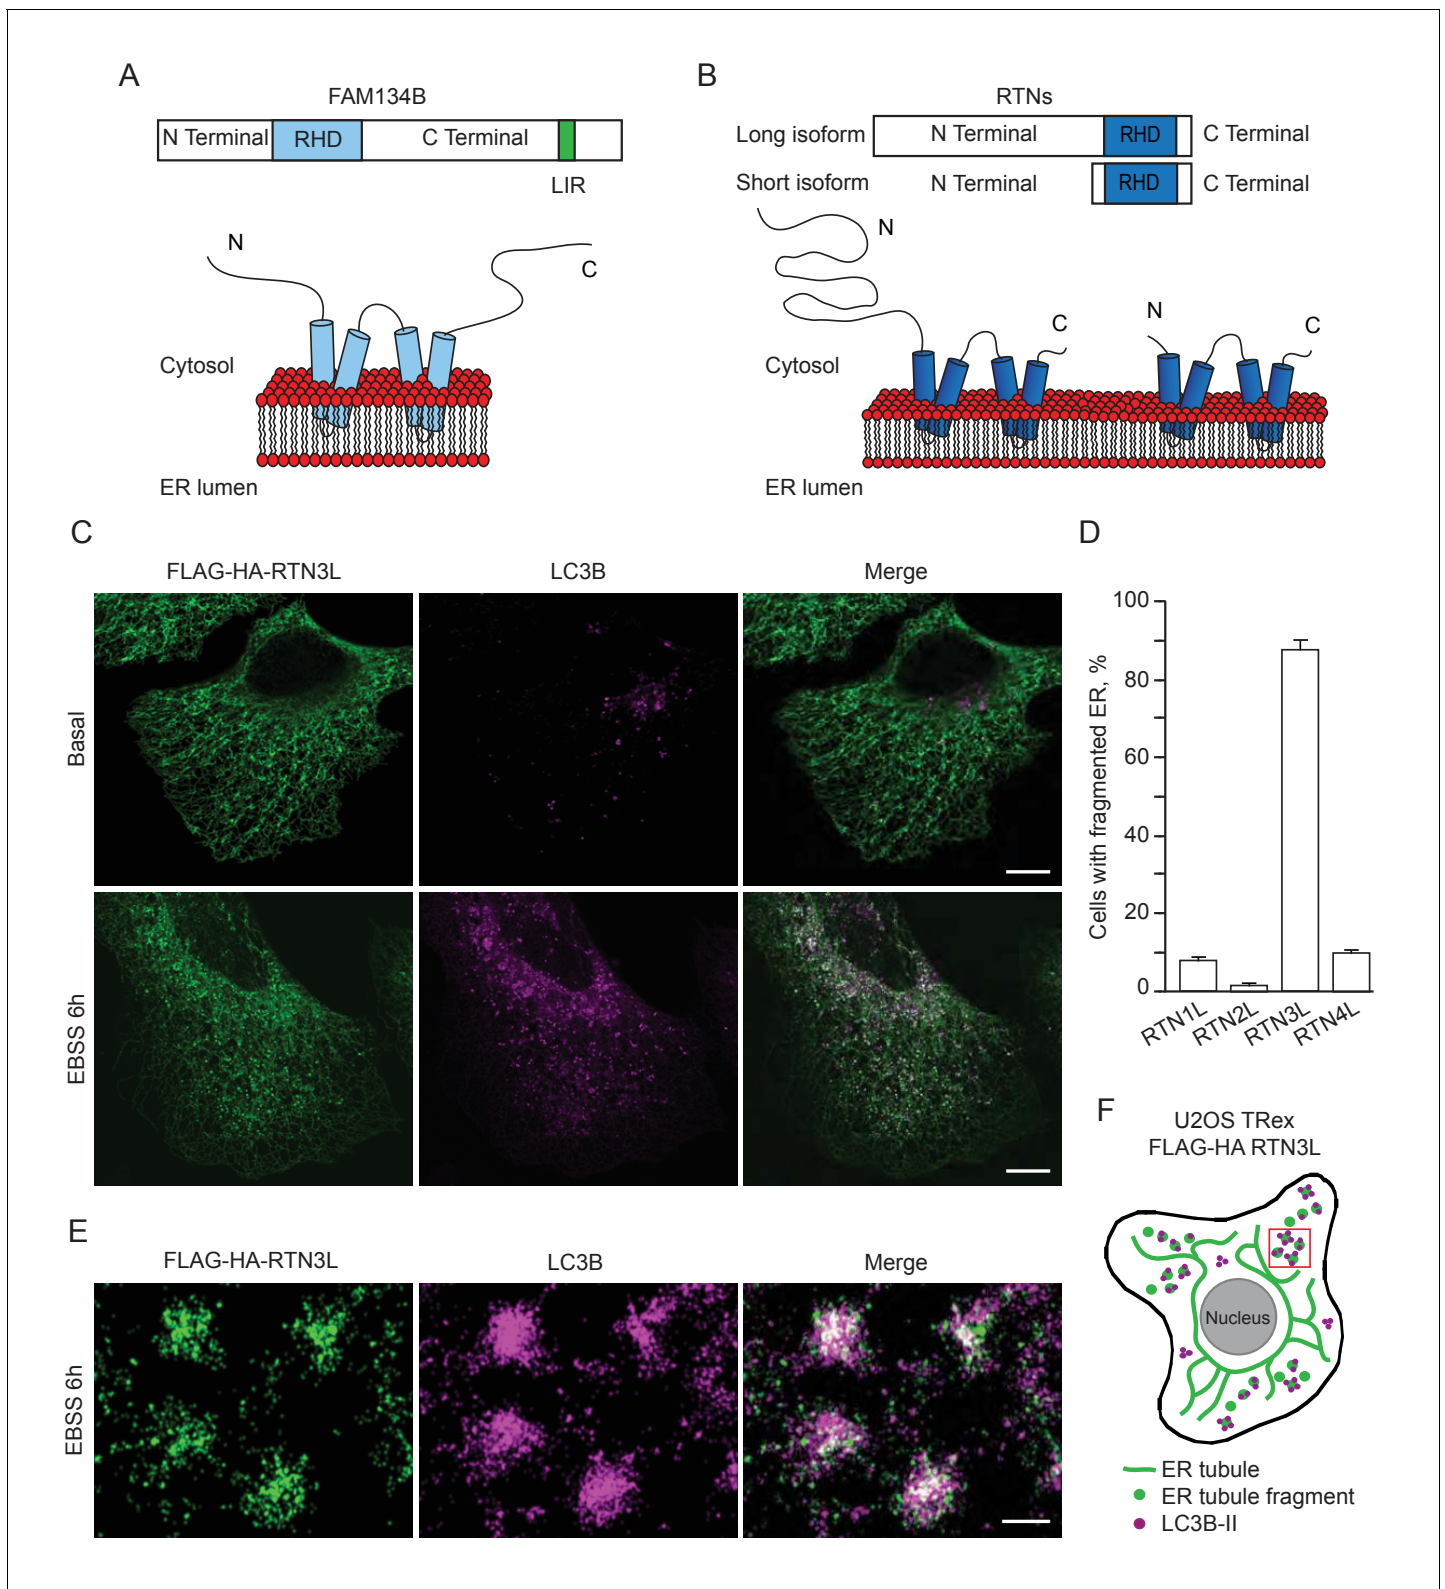 A
FAM134B
N Terminal RHD C Terminal
LIR
N
C
Cytosol
ER lumen
B
RTNs
Long isoform N Terminal RHD C Terminal
Short isoform N Terminal RHD C Terminal
N
C
N
C
Cytosol
ER lumen
C
FLAG-HA-RTN3L LC3B Merge
Basal
EBSS 6h
D
Cells with fragmented ER, %
100
80
60
40
20
0
RTN1L RTN2L RTN3L RTN4L
E
FLAG-HA-RTN3L LC3B Merge
EBSS 6h
F
U2OS TRex
FLAG-HA RTN3L
Nucleus
ER tubule
ER tubule fragment
LC3B-II